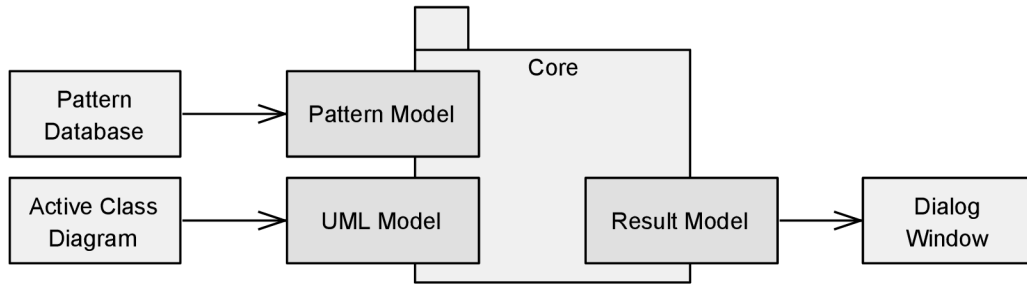 Core
Pattern
Database
Pattern Model
Active Class
Diagram
UML Model
Result Model
Dialog
Window